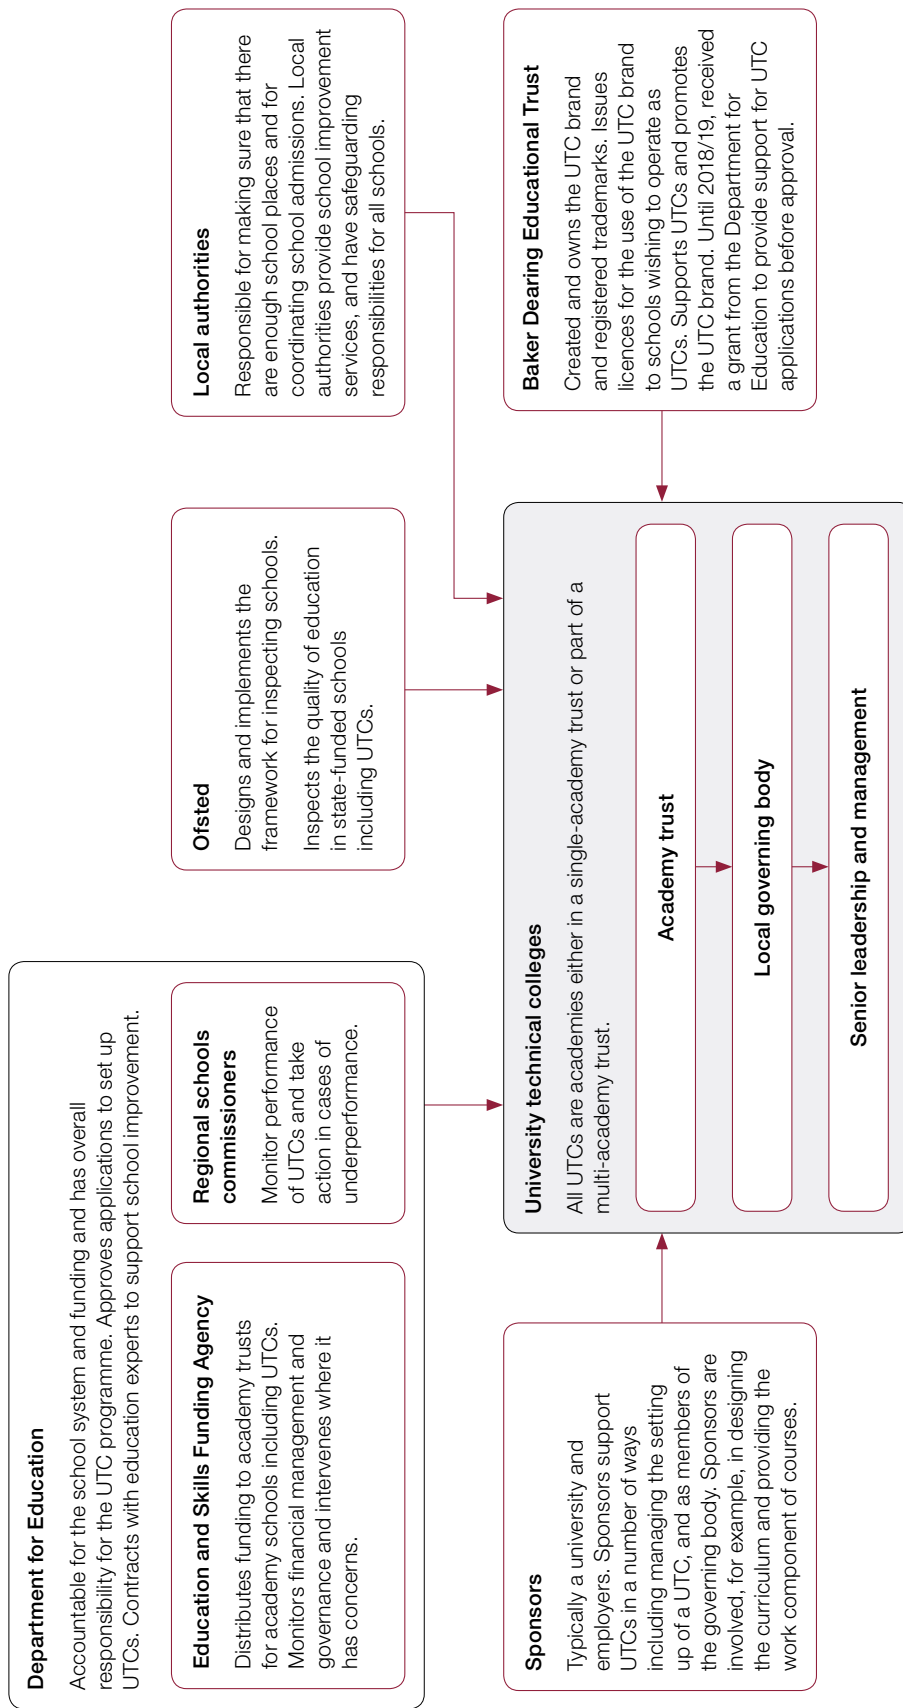 Department for Education
Accountable for the school system and funding and has overall
responsibility for the UTC programme. Approves applications to set up
UTCs. Contracts with education experts to support school improvement.
Education and Skills Funding Agency
Distributes funding to academy trusts
for academy schools including UTCs.
Monitors financial management and
governance and intervenes where it
has concerns.
Regional schools
commissioners
Monitor performance
of UTCs and take
action in cases of
underperformance.
Ofsted
Designs and implements the
framework for inspecting schools.
Inspects the quality of education
in state-funded schools
including UTCs.
Local authorities
Responsible for making sure that there
are enough school places and for
coordinating school admissions. Local
authorities provide school improvement
services, and have safeguarding
responsibilities for all schools.
Sponsors
Typically a university and
employers. Sponsors support
UTCs in a number of ways
including managing the setting
up of a UTC, and as members of
the governing body. Sponsors are
involved, for example, in designing
the curriculum and providing the
work component of courses.
University technical colleges
All UTCs are academies either in a single-academy trust or part of a
multi-academy trust.
Academy trust
Local governing body
Senior leadership and management
Baker Dearing Educational Trust
Created and owns the UTC brand
and registered trademarks. Issues
licences for the use of the UTC brand
to schools wishing to operate as
UTCs. Supports UTCs and promotes
the UTC brand. Until 2018/19, received
a grant from the Department for
Education to provide support for UTC
applications before approval.